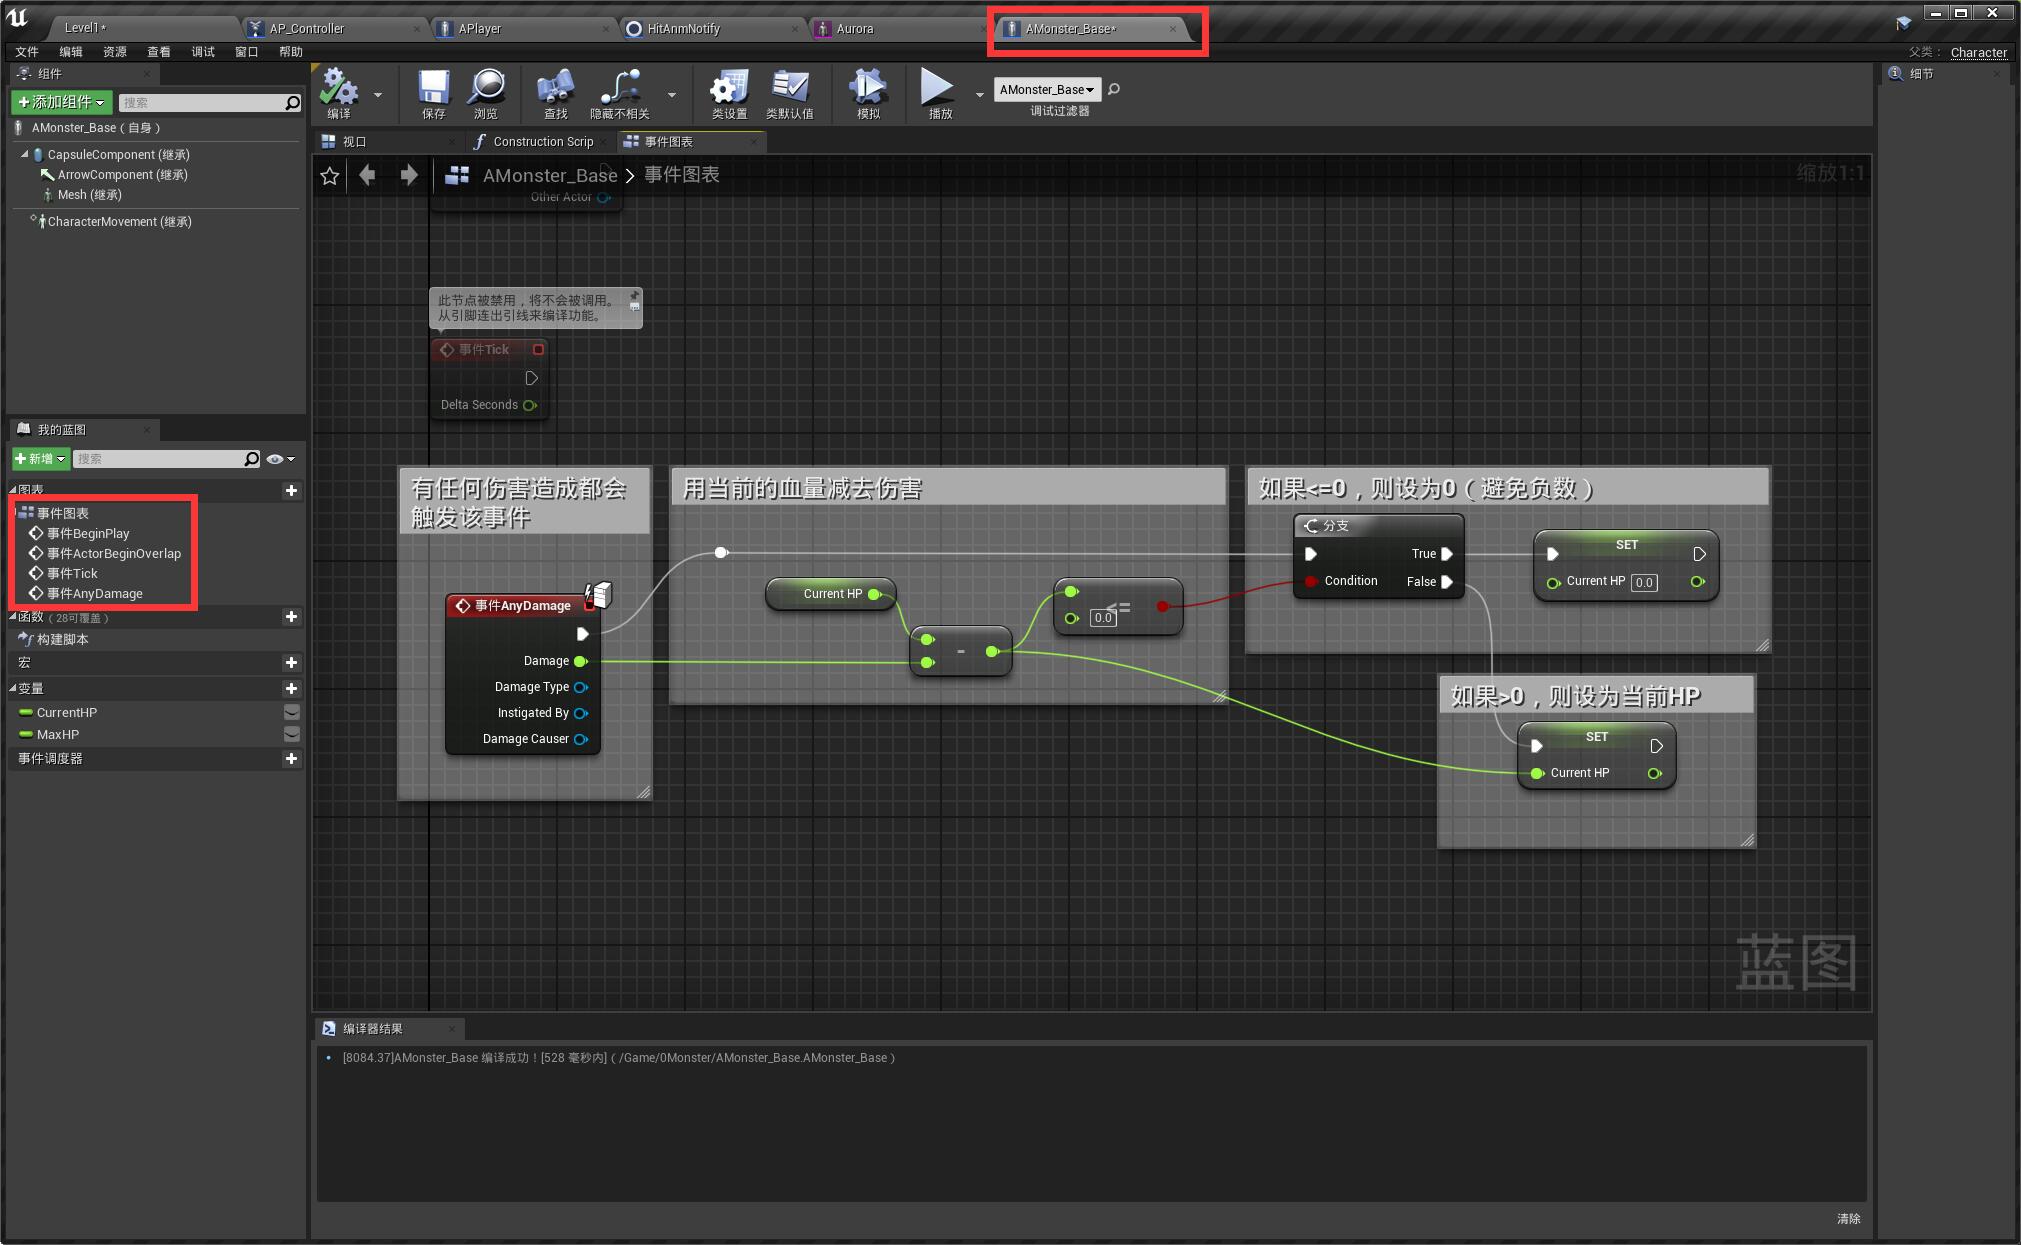 Level1*
AP_Controller
APlayer
HitAnmNotify
Aurora
AMonster_Base*
文件 编辑 资源 查看 调试 窗口 帮助
父类： Character
组件
细节
添加组件
搜索
AMonster_Base（自身）
CapsuleComponent (继承)
ArrowComponent (继承)
Mesh (继承)
CharacterMovement (继承)
编译
保存
浏览
查找
隐藏不相关
类设置
类默认值
模拟
播放
AMonster_Base
调试过滤器
视口
Construction Scrip
事件图表
AMonster_Base > 事件图表
缩放1:1
Other Actor
此节点被禁用，将不会被调用。
从引脚连出引线来编译功能。
事件Tick
Delta Seconds
我的蓝图
新增
搜索
图表
事件图表
事件BeginPlay
事件ActorBeginOverlap
事件Tick
事件AnyDamage
函数（28可覆盖）
构建脚本
宏
变量
CurrentHP
MaxHP
事件调度器
有任何伤害造成都会
触发该事件
事件AnyDamage
Damage
Damage Type
Instigated By
Damage Causer
用当前的血量减去伤害
Current HP
-
<=
0.0
如果<=0，则设为0（避免负数）
分支
True
Condition
False
SET
Current HP 0.0
如果>0，则设为当前HP
SET
Current HP
蓝图
编译器结果
[8084.37]AMonster_Base 编译成功！[528 毫秒内]（/Game/0Monster/AMonster_Base.AMonster_Base）
清除